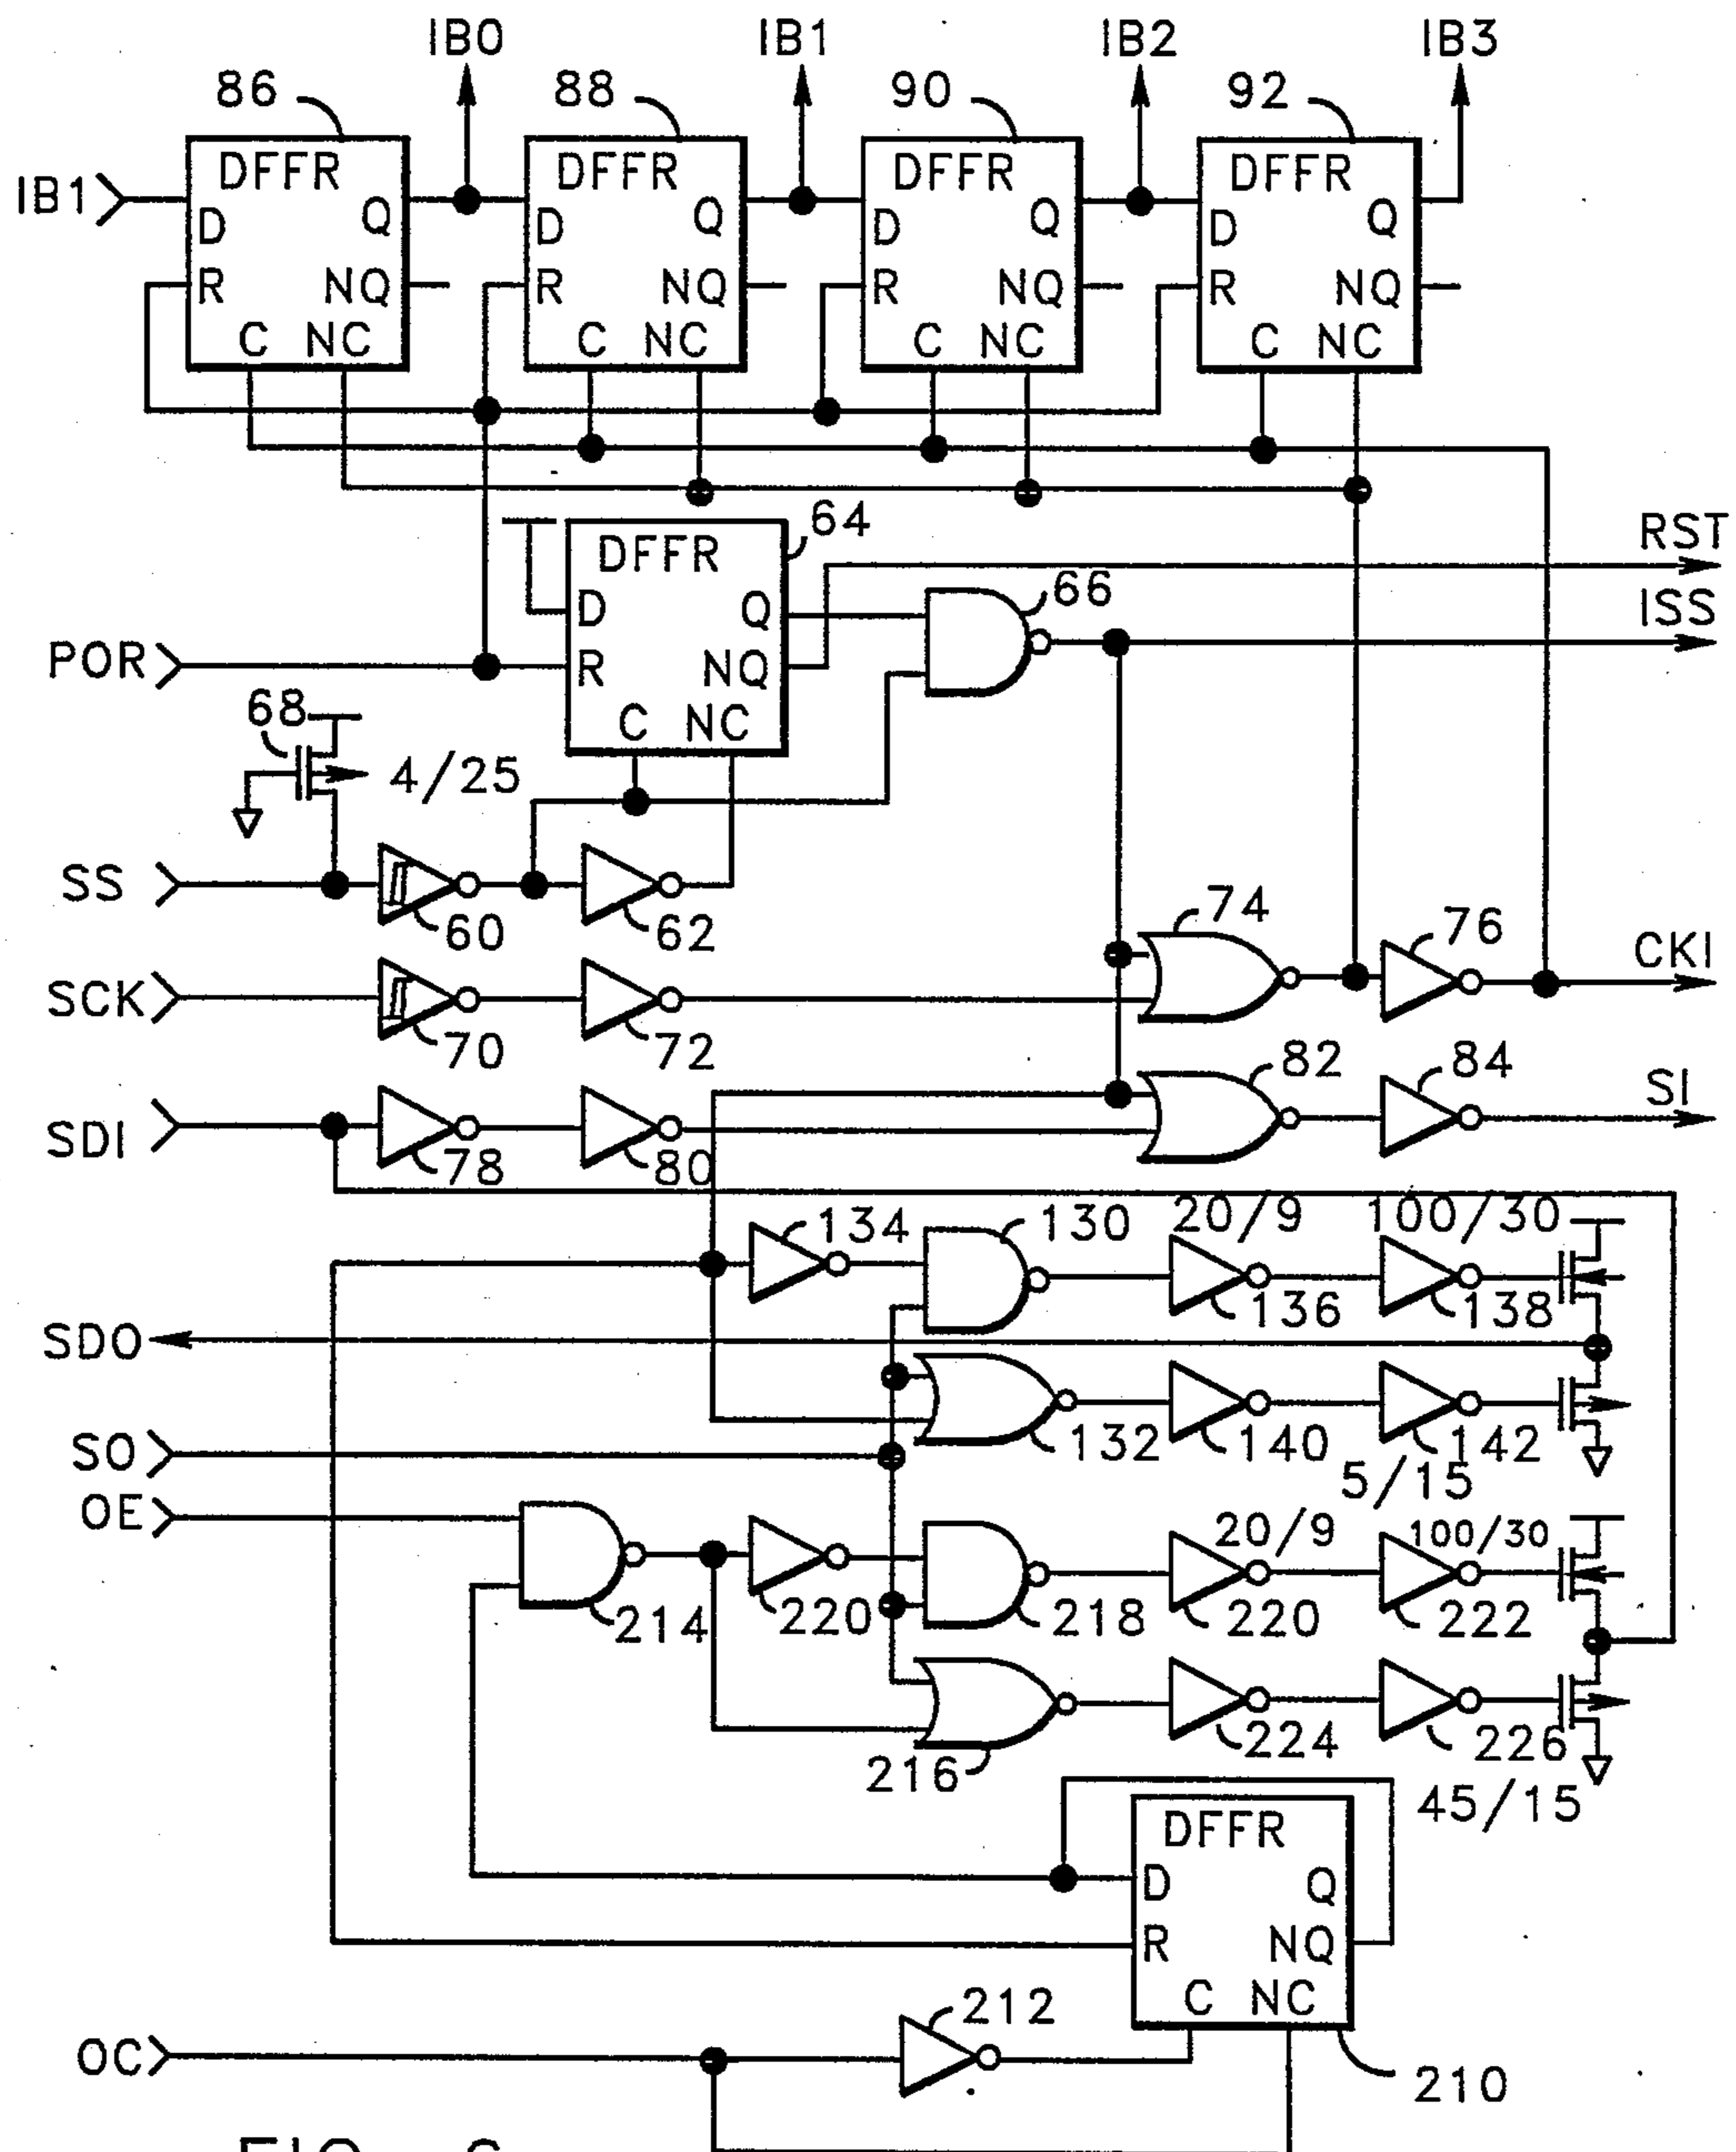 IB0 IB1 IB2 IB3
86 88 90 92
DFFR DFFR DFFR DFFR
IB1
D Q D Q D Q D Q
R NQ R NQ R NQ R NQ
C NC C NC C NC C NC
64
RST
DFFR
66
ISS
D Q
POR
R NQ
68
C NC
4/25
SS
60 62
74 76
CKI
SCK
70 72
82 84
SI
SDI
78 80
134 130 20/9 100/30
136 138
SDO
132 140 142
SO
5/15
OE
20/9 100/30
214 220 218 220 222
224 226
216
45/15
DFFR
D Q
R NQ
C NC
212
OC
210